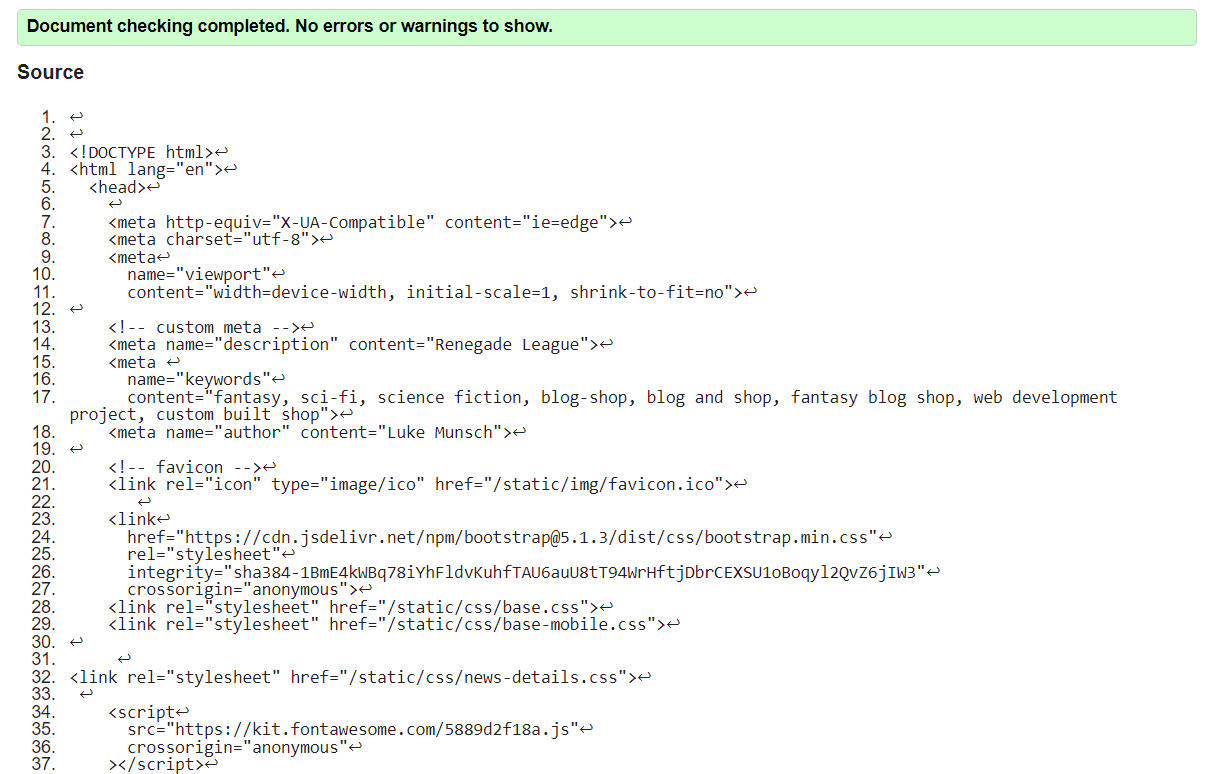 Document checking completed. No errors or warnings to show.
Source
1. ↩
2. ↩
3. <!DOCTYPE html>↩
4. <html lang="en">↩
5.   <head>↩
6.     ↩
7.     <meta http-equiv="X-UA-Compatible" content="ie=edge">↩
8.     <meta charset="utf-8">↩
9.     <meta↩
10.       name="viewport"↩
11.       content="width=device-width, initial-scale=1, shrink-to-fit=no">↩
12. ↩
13.     <!-- custom meta -->↩
14.     <meta name="description" content="Renegade League">↩
15.     <meta ↩
16.       name="keywords"↩
17.       content="fantasy, sci-fi, science fiction, blog-shop, blog and shop, fantasy blog shop, web development
project, custom built shop">↩
18.     <meta name="author" content="Luke Munsch">↩
19. ↩
20.     <!-- favicon -->↩
21.     <link rel="icon" type="image/ico" href="/static/img/favicon.ico">↩
22.        ↩
23.     <link↩
24.       href="https://cdn.jsdelivr.net/npm/bootstrap@5.1.3/dist/css/bootstrap.min.css"↩
25.       rel="stylesheet"↩
26.       integrity="sha384-1BmE4kWBq78iYhFldvKuhfTAU6auU8tT94WrHftjDbrCEXSU1oBoqyl2QvZ6jIW3"↩
27.       crossorigin="anonymous">↩
28.     <link rel="stylesheet" href="/static/css/base.css">↩
29.     <link rel="stylesheet" href="/static/css/base-mobile.css">↩
30. ↩
31.      ↩
32. <link rel="stylesheet" href="/static/css/news-details.css">↩
33.  ↩
34.     <script↩
35.       src="https://kit.fontawesome.com/5889d2f18a.js"↩
36.       crossorigin="anonymous"↩
37.     ></script>↩